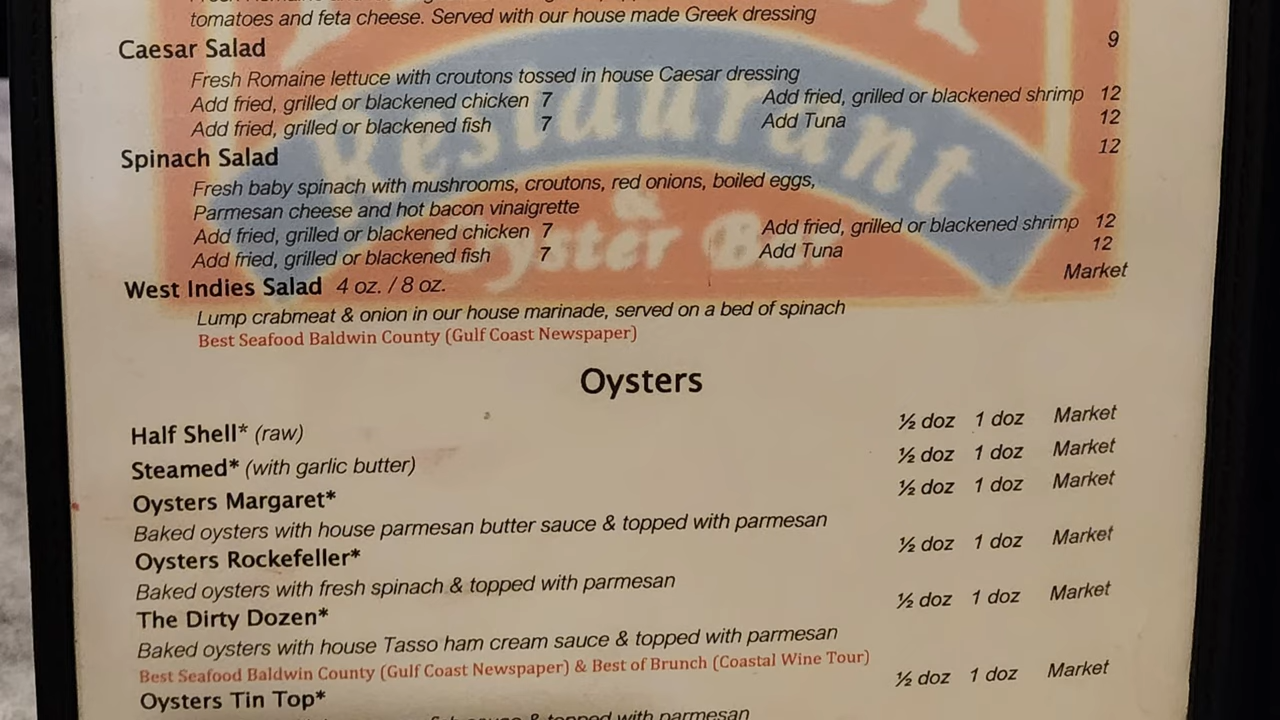 tomatoes and feta cheese. Served with our house made Greek dressing
Caesar Salad 9
Fresh Romaine lettuce with croutons tossed in house Caesar dressing
Add fried, grilled or blackened chicken 7 Add fried, grilled or blackened shrimp 12
Add fried, grilled or blackened fish 7 Add Tuna 12
Spinach Salad 12
Fresh baby spinach with mushrooms, croutons, red onions, boiled eggs,
Parmesan cheese and hot bacon vinaigrette
Add fried, grilled or blackened chicken 7 Add fried, grilled or blackened shrimp 12
Add fried, grilled or blackened fish 7 Add Tuna 12
West Indies Salad 4 oz. / 8 oz. Market
Lump crabmeat & onion in our house marinade, served on a bed of spinach
Best Seafood Baldwin County (Gulf Coast Newspaper)
Restaurant
&
Oyster Bar
Oysters
Half Shell* (raw) ½ doz 1 doz Market
Steamed* (with garlic butter) ½ doz 1 doz Market
Oysters Margaret* ½ doz 1 doz Market
Baked oysters with house parmesan butter sauce & topped with parmesan
Oysters Rockefeller* ½ doz 1 doz Market
Baked oysters with fresh spinach & topped with parmesan
The Dirty Dozen* ½ doz 1 doz Market
Baked oysters with house Tasso ham cream sauce & topped with parmesan
Best Seafood Baldwin County (Gulf Coast Newspaper) & Best of Brunch (Coastal Wine Tour)
Oysters Tin Top* ½ doz 1 doz Market
& topped with parmesan